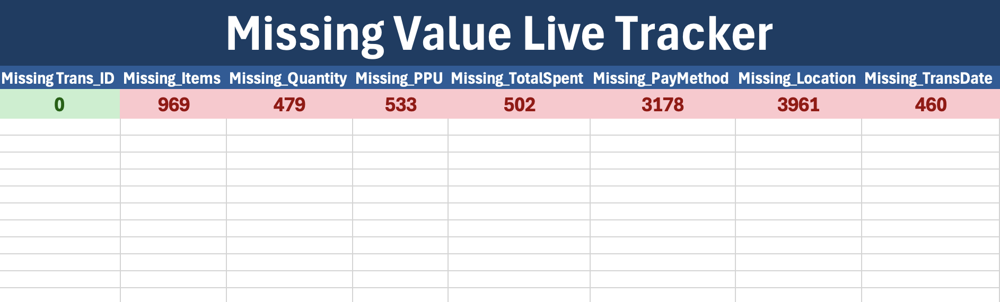 Missing Value Live Tracker
Missing Trans_ID Missing_Items Missing_Quantity Missing_PPU Missing_TotalSpent Missing_PayMethod Missing_Location Missing_TransDate
0 969 479 533 502 3178 3961 460